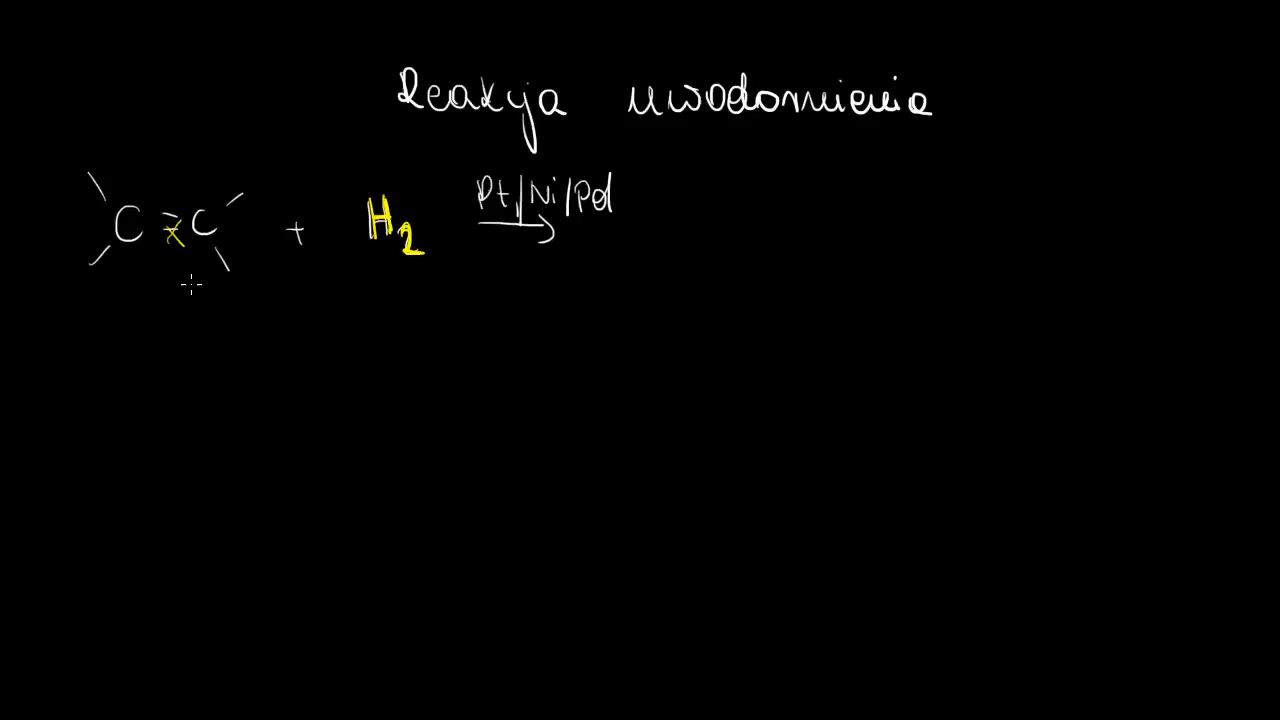 Reakcja uwodornienia
C = C + H2 Pt/Ni/Pd →